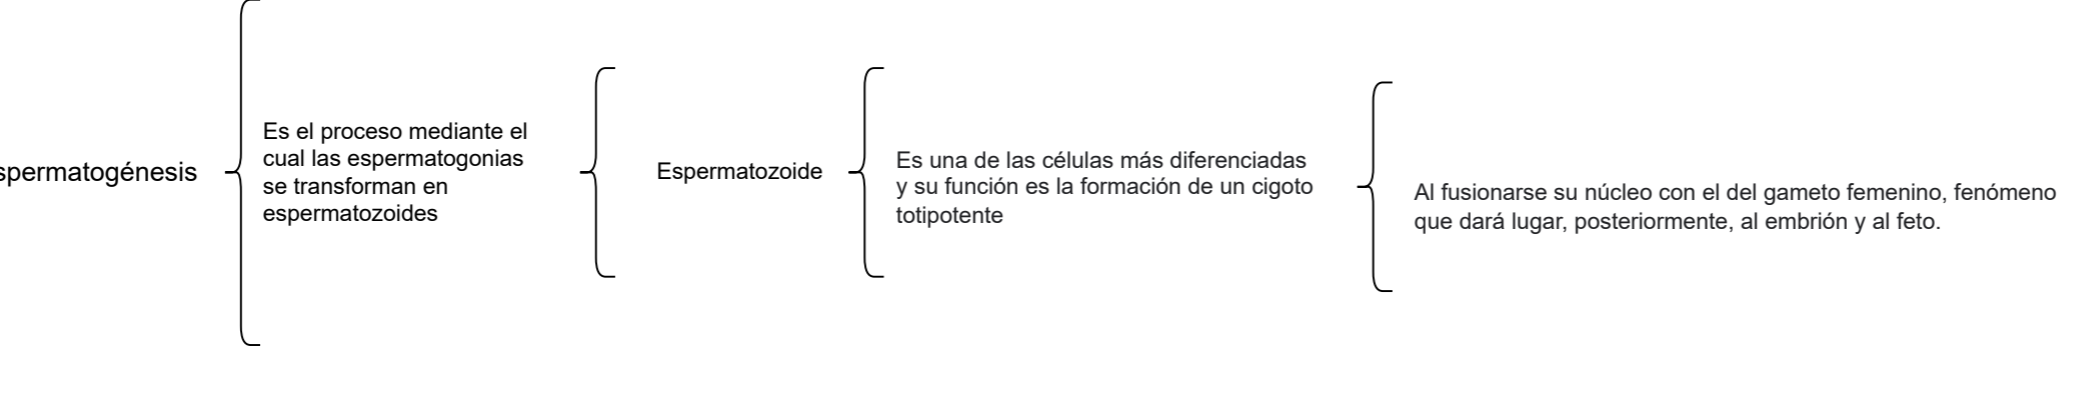 spermatogénesis
Es el proceso mediante el
cual las espermatogonias
se transforman en
espermatozoides
Espermatozoide
Es una de las células más diferenciadas
y su función es la formación de un cigoto
totipotente
Al fusionarse su núcleo con el del gameto femenino, fenómeno
que dará lugar, posteriormente, al embrión y al feto.